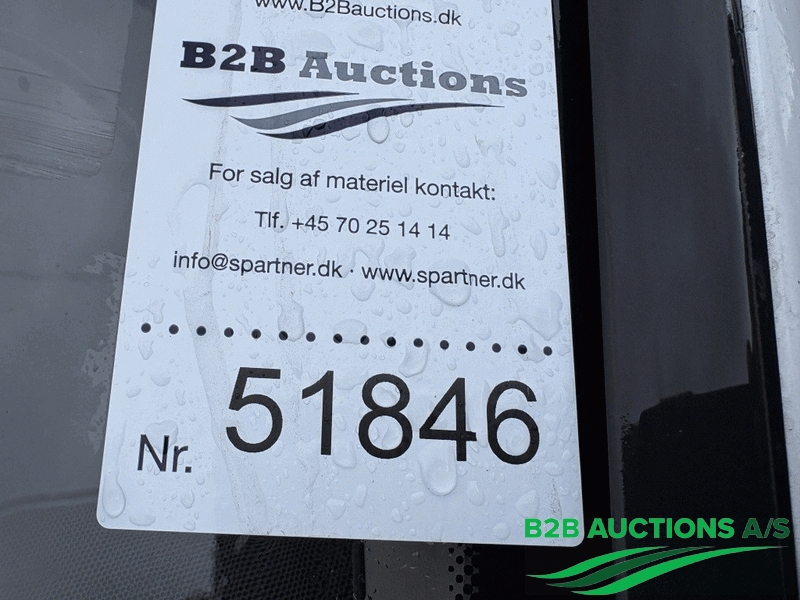 www.B2Bauctions.dk
B2B Auctions
For salg af materiel kontakt:
Tlf. +45 70 25 14 14
info@spartner.dk · www.spartner.dk
Nr. 51846
B2B AUCTIONS A/S